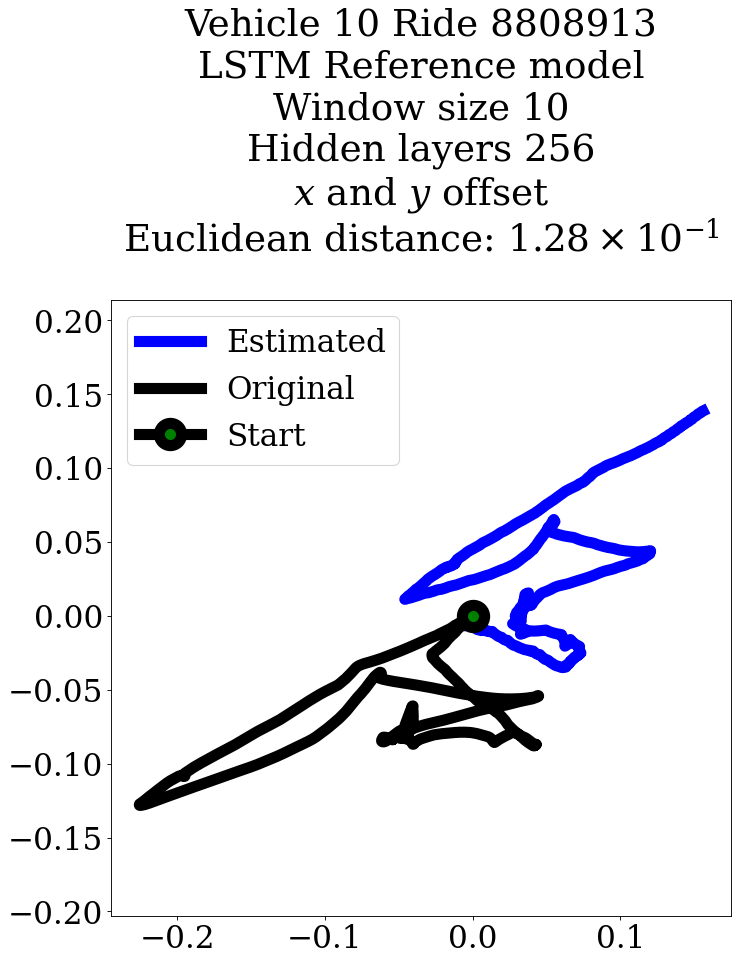 Vehicle 10 Ride 8808913
LSTM Reference model
Window size 10
Hidden layers 256
x and y offset
Euclidean distance: 1.28 × 10⁻¹
Estimated
Original
Start
0.20
0.15
0.10
0.05
0.00
−0.05
−0.10
−0.15
−0.20
−0.2 −0.1 0.0 0.1